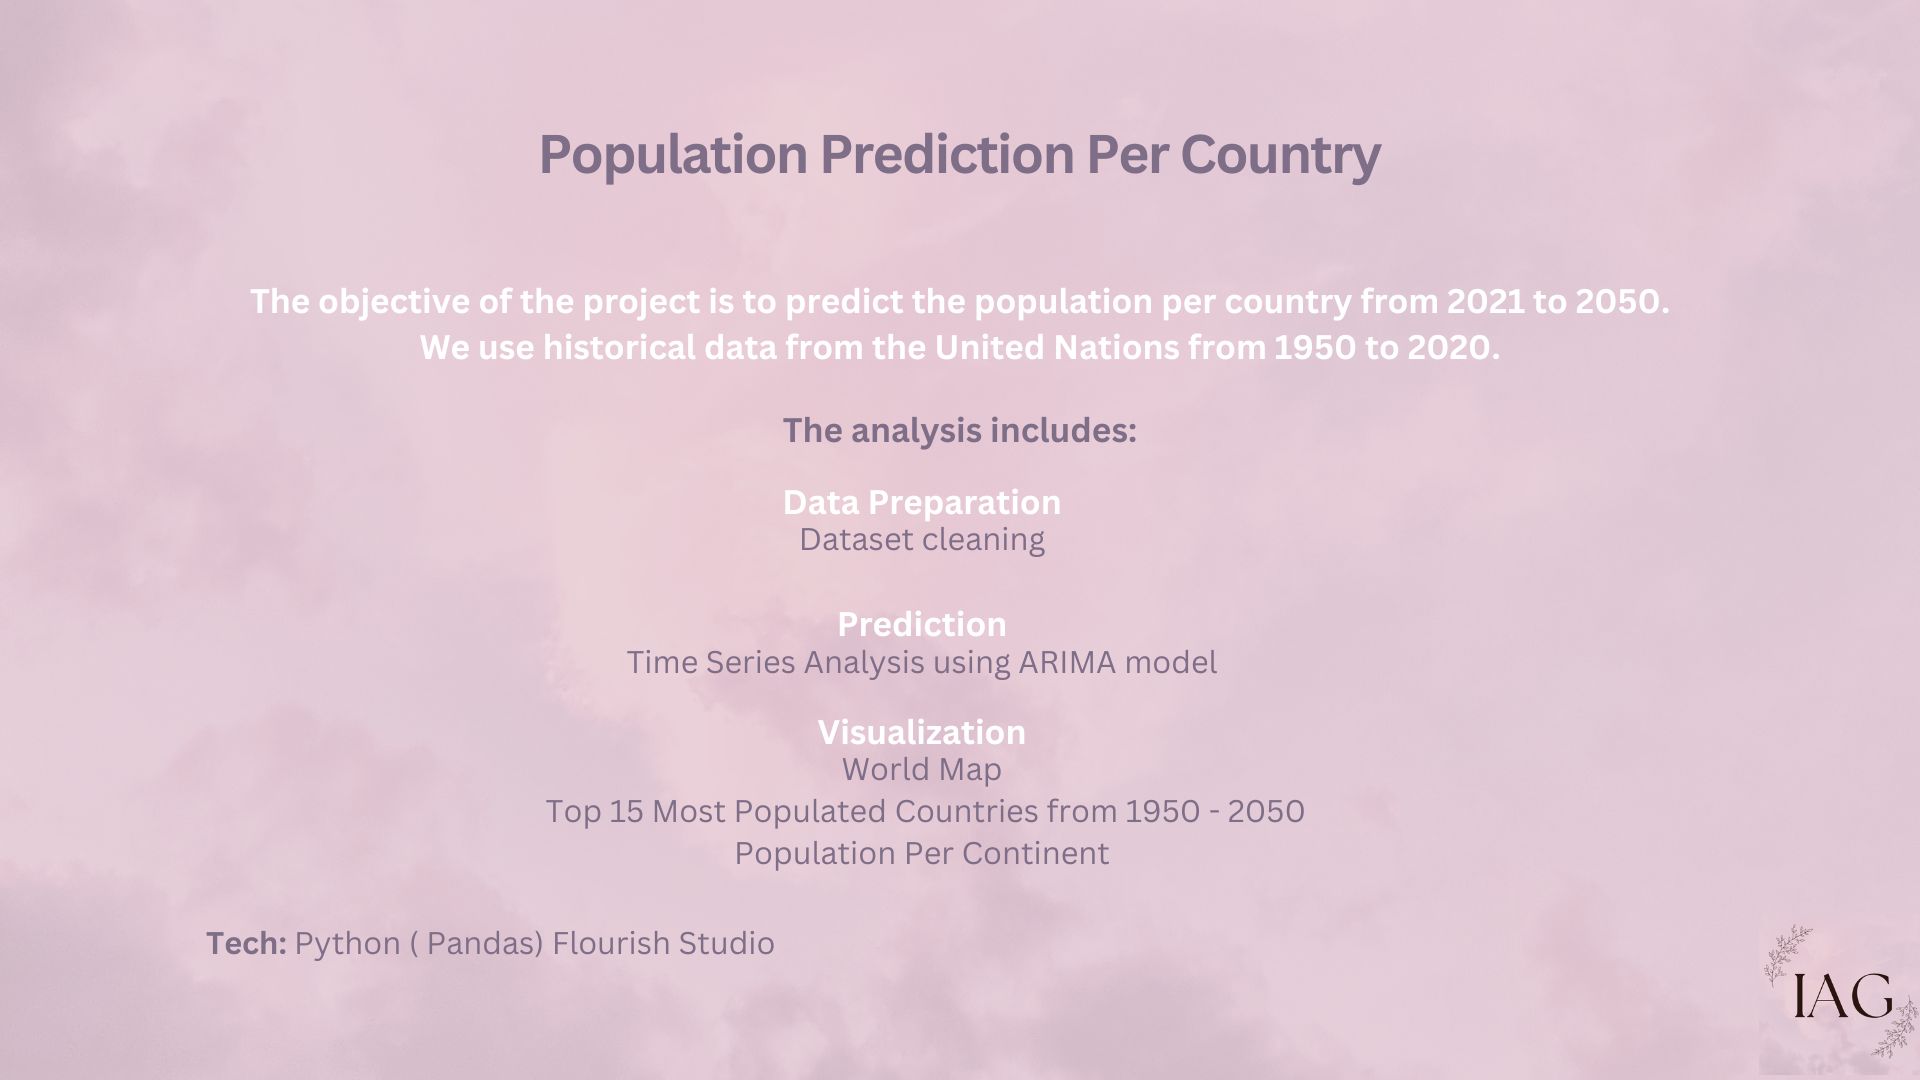 Population Prediction Per Country
The objective of the project is to predict the population per country from 2021 to 2050.
We use historical data from the United Nations from 1950 to 2020.
The analysis includes:
Data Preparation
Dataset cleaning
Prediction
Time Series Analysis using ARIMA model
Visualization
World Map
Top 15 Most Populated Countries from 1950 - 2050
Population Per Continent
Tech: Python ( Pandas) Flourish Studio
IAG